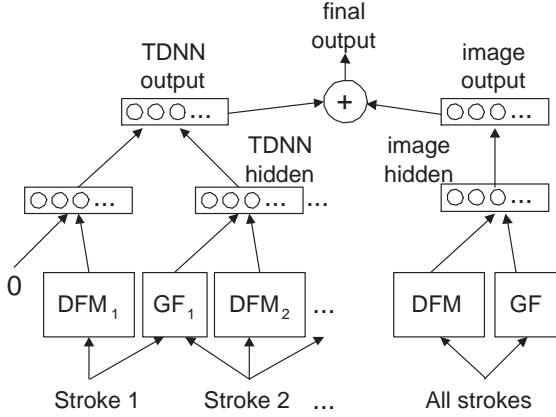 final
output
TDNN
output
image
output
+
...
...
TDNN
hidden
image
hidden
...
... ...
...
0
DFM1
GF1
DFM2
...
DFM
GF
Stroke 1
Stroke 2
...
All strokes